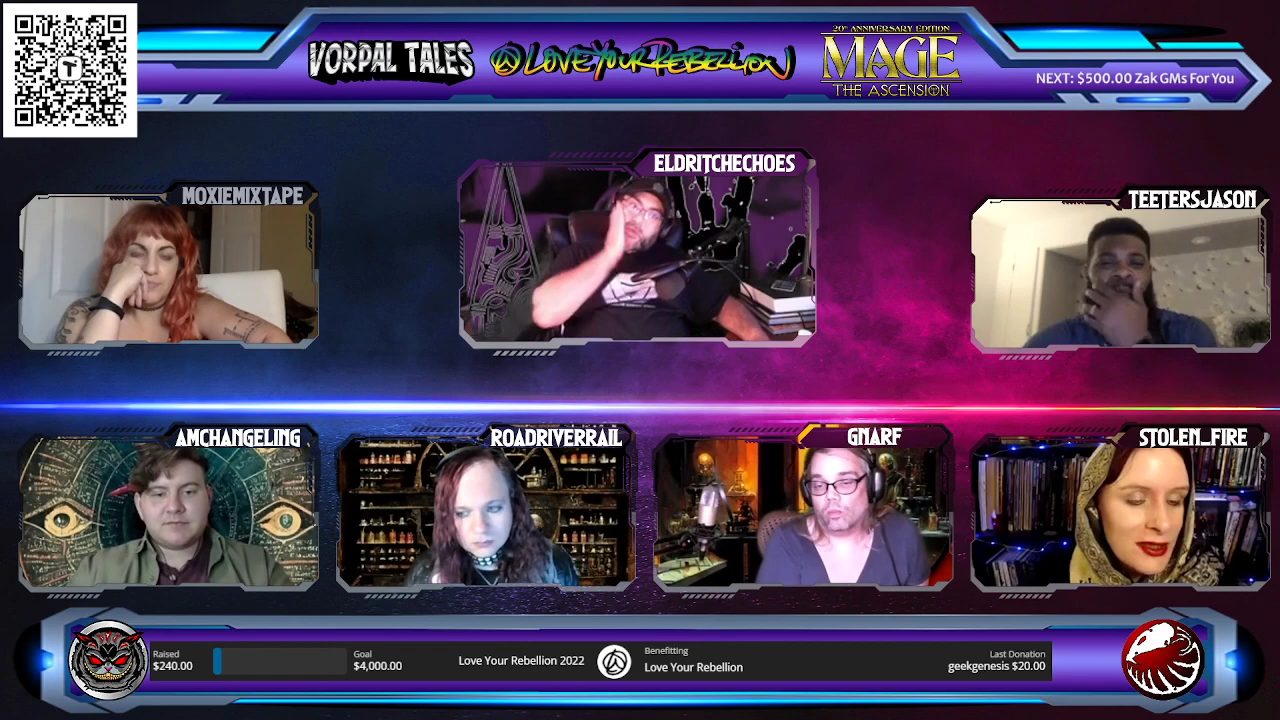 VORPAL TALES
@LOVEYOURREBELLION
20TH ANNIVERSARY EDITION
MAGE
THE ASCENSION
NEXT: $500.00 Zak GMs For You
ELDRITCHECHOES
MOXIEMIXTAPE
TEETERSJASON
AMCHANGELING
ROADRIVERRAIL
GNARF
STOLEN_FIRE
Raised
$240.00
Goal
$4,000.00
Love Your Rebellion 2022
Benefitting
Love Your Rebellion
Last Donation
geekgenesis $20.00